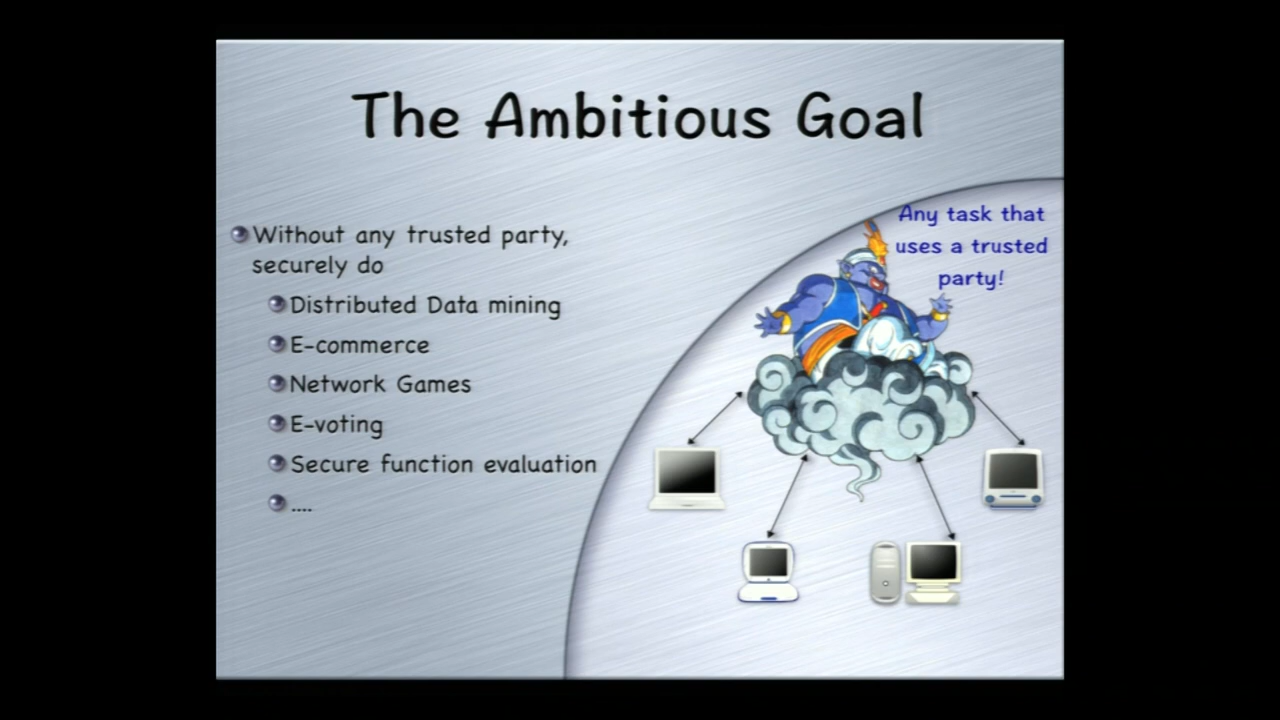 The Ambitious Goal
Without any trusted party,
securely do
Distributed Data mining
E-commerce
Network Games
E-voting
Secure function evaluation
....
Any task that
uses a trusted
party!